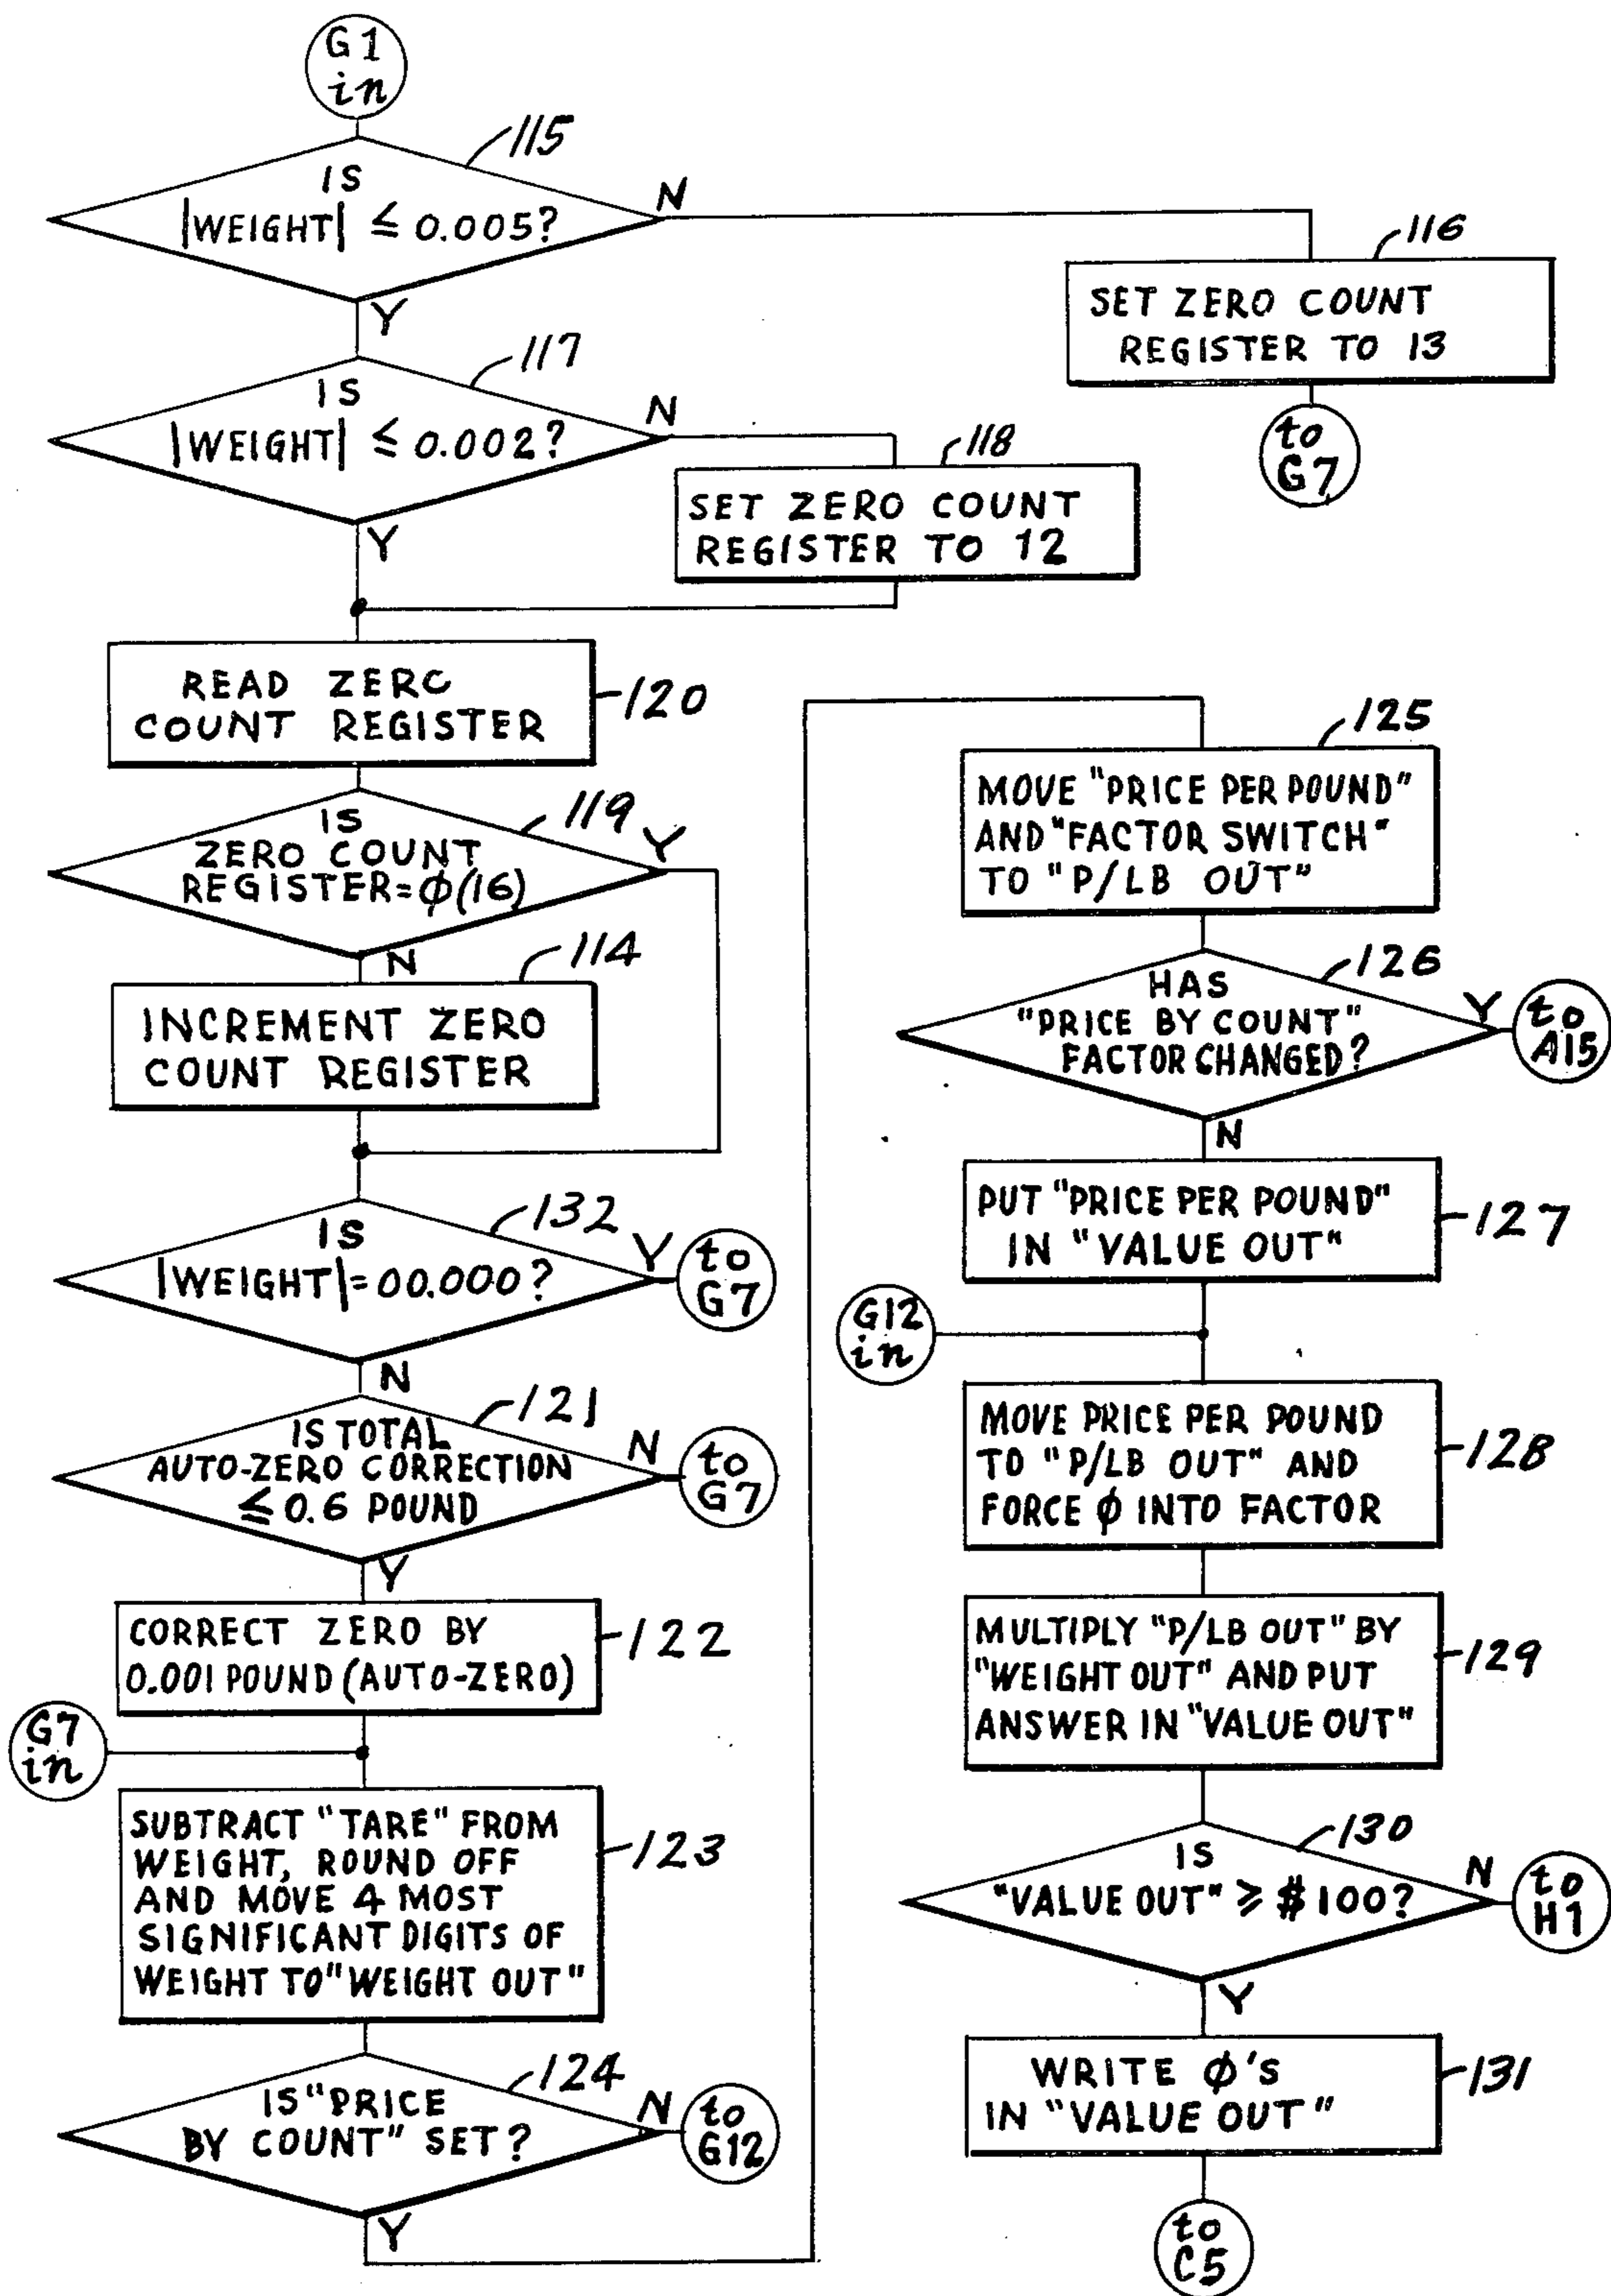 G1
in
115
IS
|WEIGHT| ≤ 0.005?
N
Y
116
SET ZERO COUNT
REGISTER TO 13
to
G7
117
IS
|WEIGHT| ≤ 0.002?
N
Y
118
SET ZERO COUNT
REGISTER TO 12
READ ZERC
COUNT REGISTER
120
119
IS
ZERO COUNT
REGISTER=ϕ(16)
Y
N
114
INCREMENT ZERO
COUNT REGISTER
132
IS
|WEIGHT|=00.000?
Y
to
G7
N
121
IS TOTAL
AUTO-ZERO CORRECTION
≤ 0.6 POUND
N
to
G7
Y
CORRECT ZERO BY
0.001 POUND (AUTO-ZERO)
122
G7
in
SUBTRACT "TARE" FROM
WEIGHT, ROUND OFF
AND MOVE 4 MOST
SIGNIFICANT DIGITS OF
WEIGHT TO "WEIGHT OUT"
123
124
IS "PRICE
BY COUNT" SET?
N
to
G12
Y
125
MOVE "PRICE PER POUND"
AND "FACTOR SWITCH"
TO "P/LB OUT"
126
HAS
"PRICE BY COUNT"
FACTOR CHANGED?
Y
to
A15
N
PUT "PRICE PER POUND"
IN "VALUE OUT"
127
G12
in
MOVE PRICE PER POUND
TO "P/LB OUT" AND
FORCE ϕ INTO FACTOR
128
MULTIPLY "P/LB OUT" BY
"WEIGHT OUT" AND PUT
ANSWER IN "VALUE OUT"
129
130
IS
"VALUE OUT" ≥ $100?
N
to
H1
Y
WRITE ϕ'S
IN "VALUE OUT"
131
to
C5